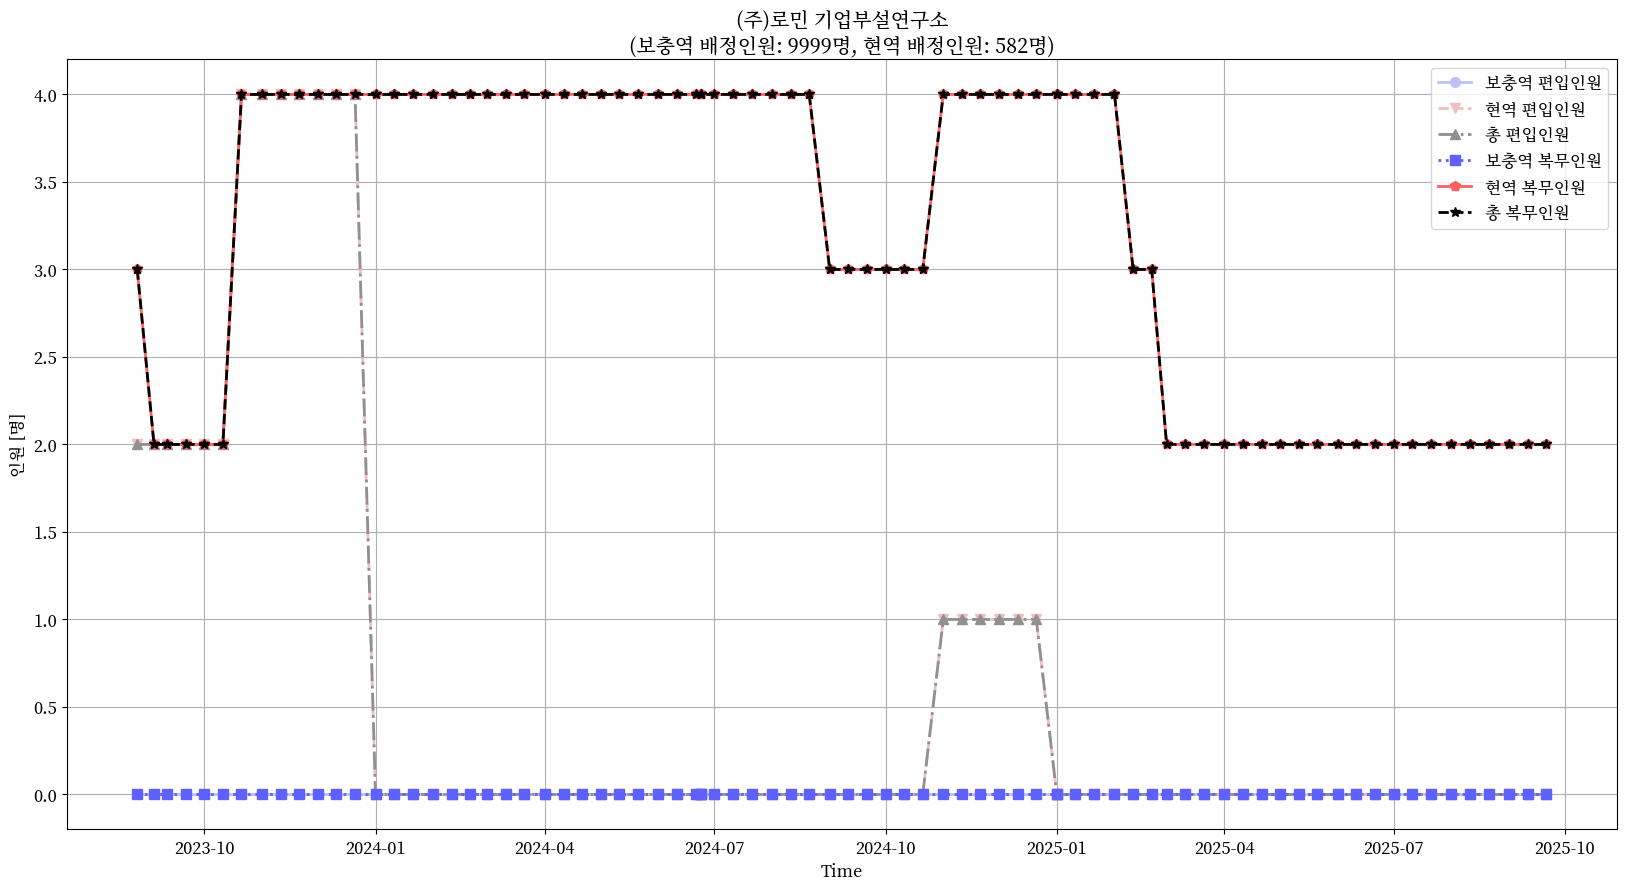 (주)로민 기업부설연구소
(보충역 배정인원: 9999명, 현역 배정인원: 582명)
보충역 편입인원
현역 편입인원
총 편입인원
보충역 복무인원
현역 복무인원
총 복무인원
인원 [명]
4.0
3.5
3.0
2.5
2.0
1.5
1.0
0.5
0.0
2023-10
2024-01
2024-04
2024-07
2024-10
2025-01
2025-04
2025-07
2025-10
Time